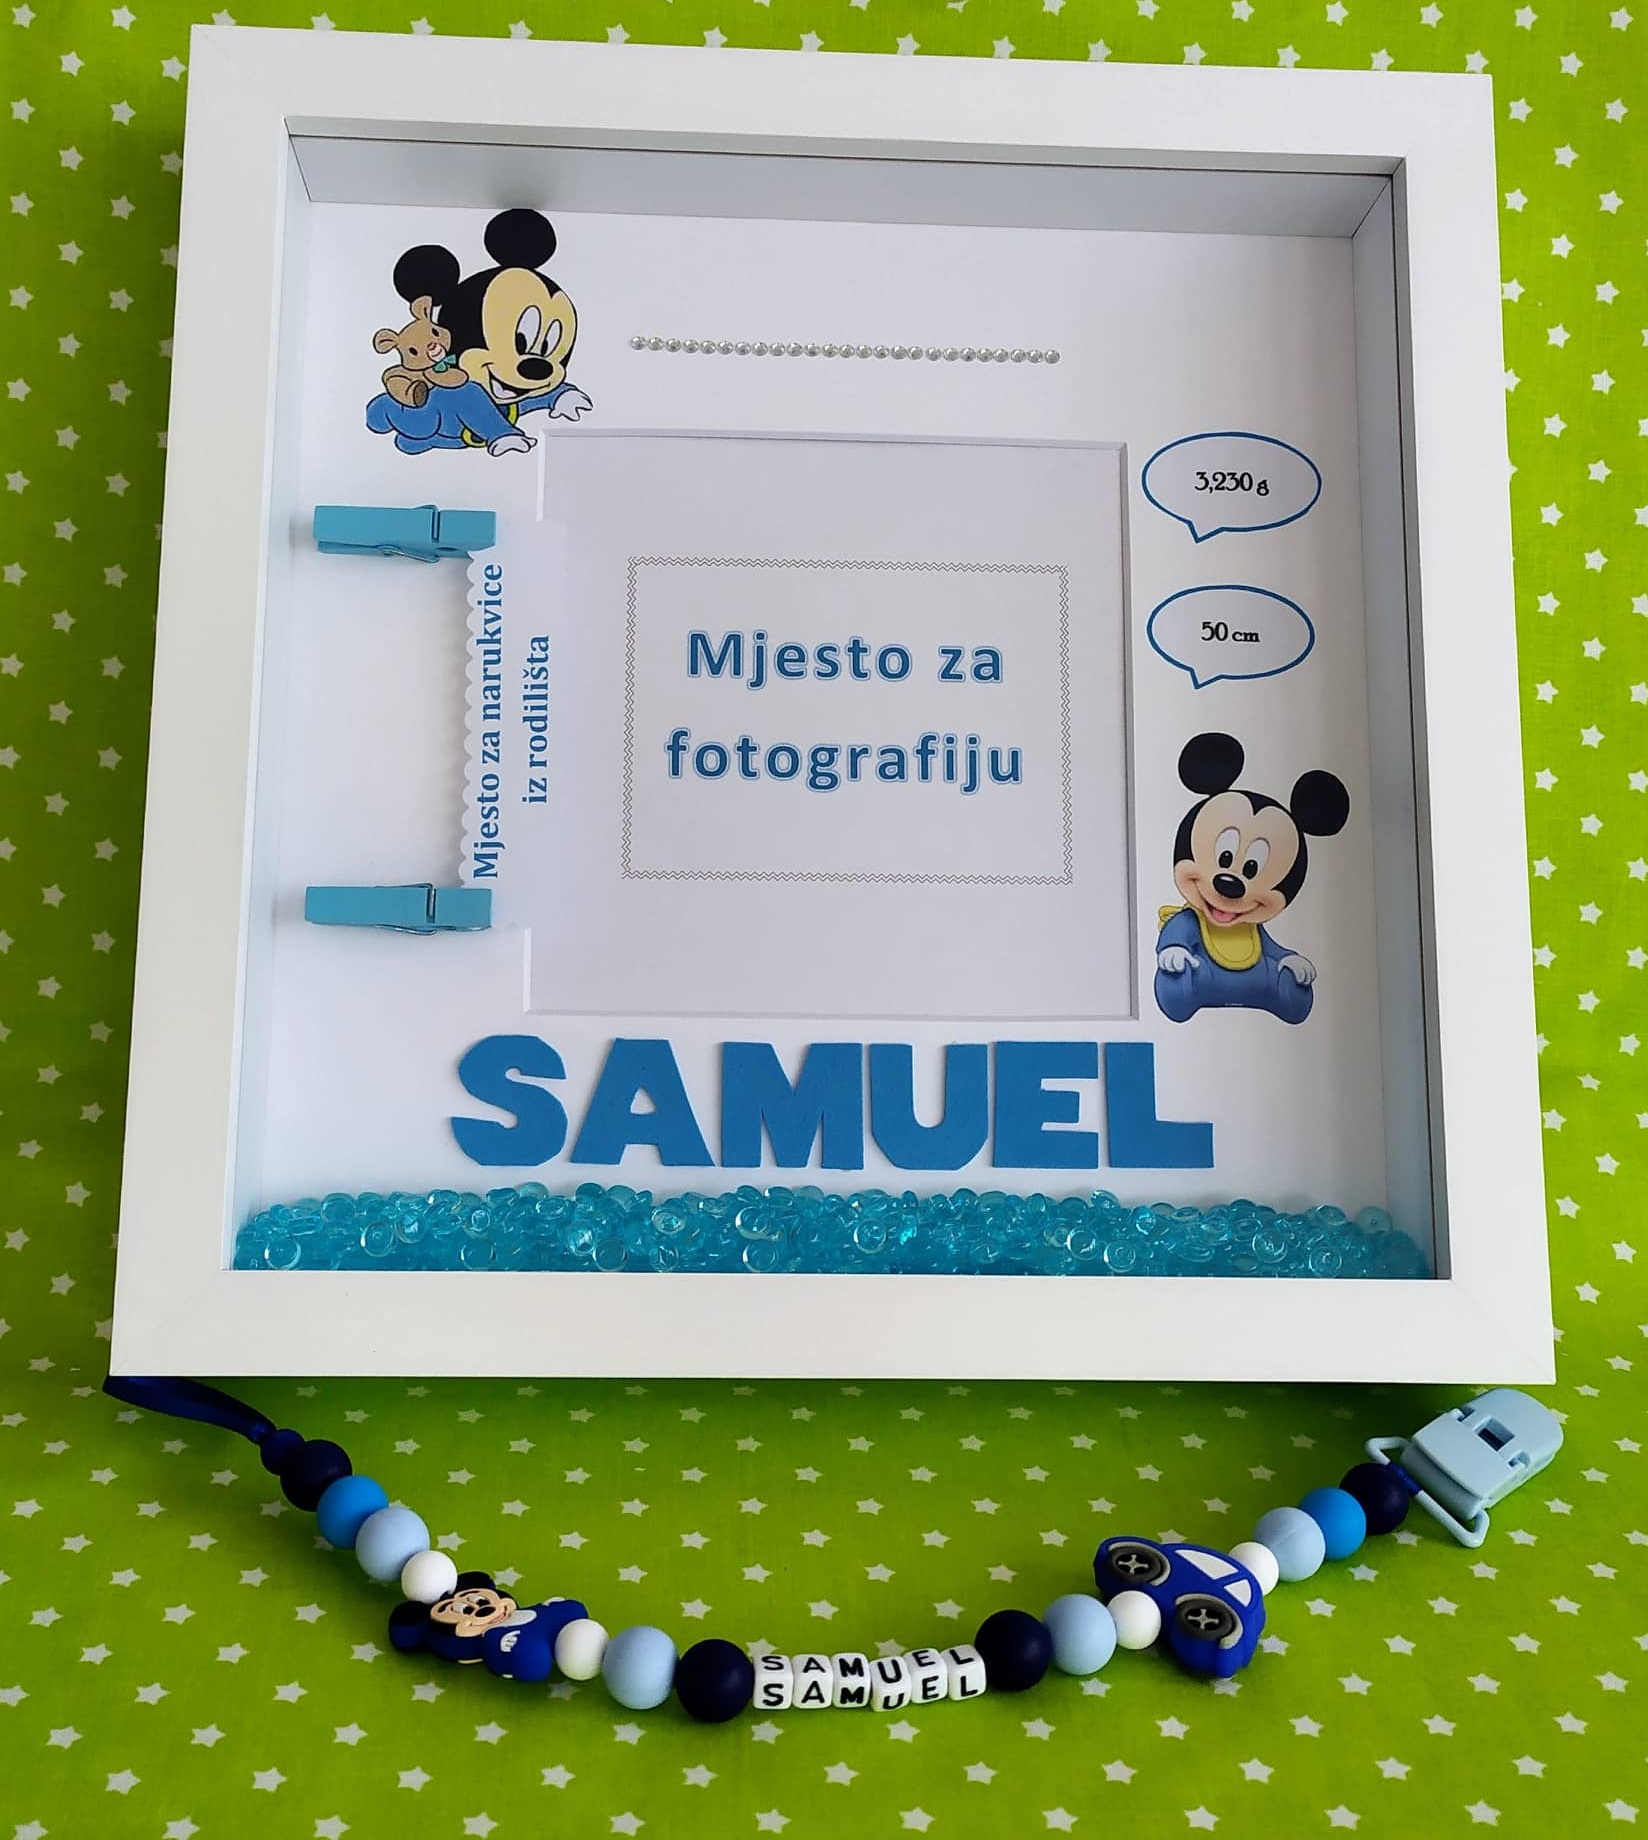 3,230 g
50 cm
Mjesto za narukvice
iz rodilišta
Mjesto za
fotografiju
SAMUEL
SAMUEL
SAMUEL